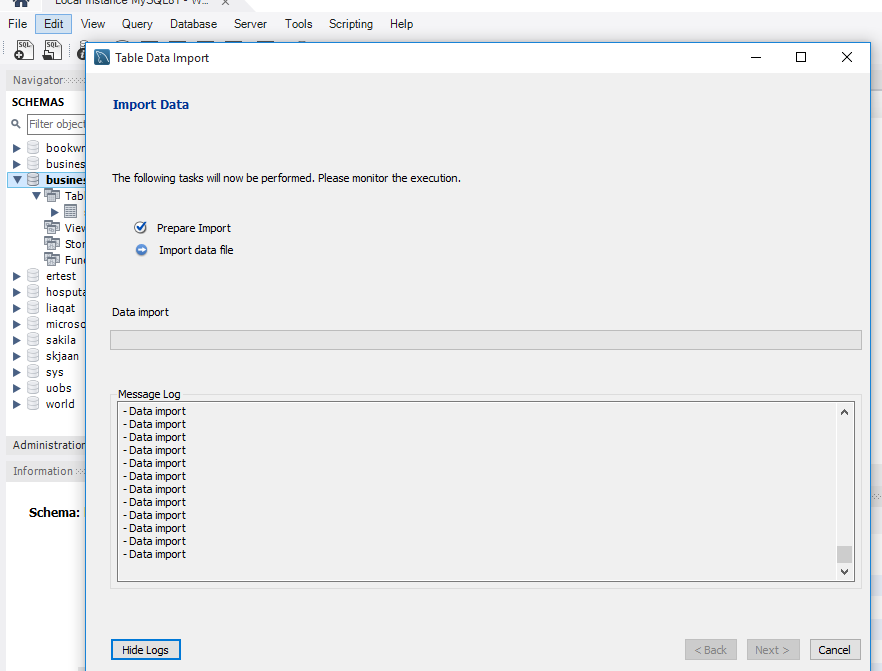 Local instance MySQL81 - W...
File Edit View Query Database Server Tools Scripting Help
SQL SQL
Table Data Import
Navigator
SCHEMAS
Filter object
Import Data
The following tasks will now be performed. Please monitor the execution.
Prepare Import
Import data file
Data import
bookwr
busines
busines
Tabl
View
Stor
Func
ertest
hosputa
liaqat
microso
sakila
skjaan
sys
uobs
world
Message Log
- Data import
- Data import
- Data import
- Data import
- Data import
- Data import
- Data import
- Data import
- Data import
- Data import
- Data import
- Data import
Administration
Information
Schema:
Hide Logs
< Back Next > Cancel